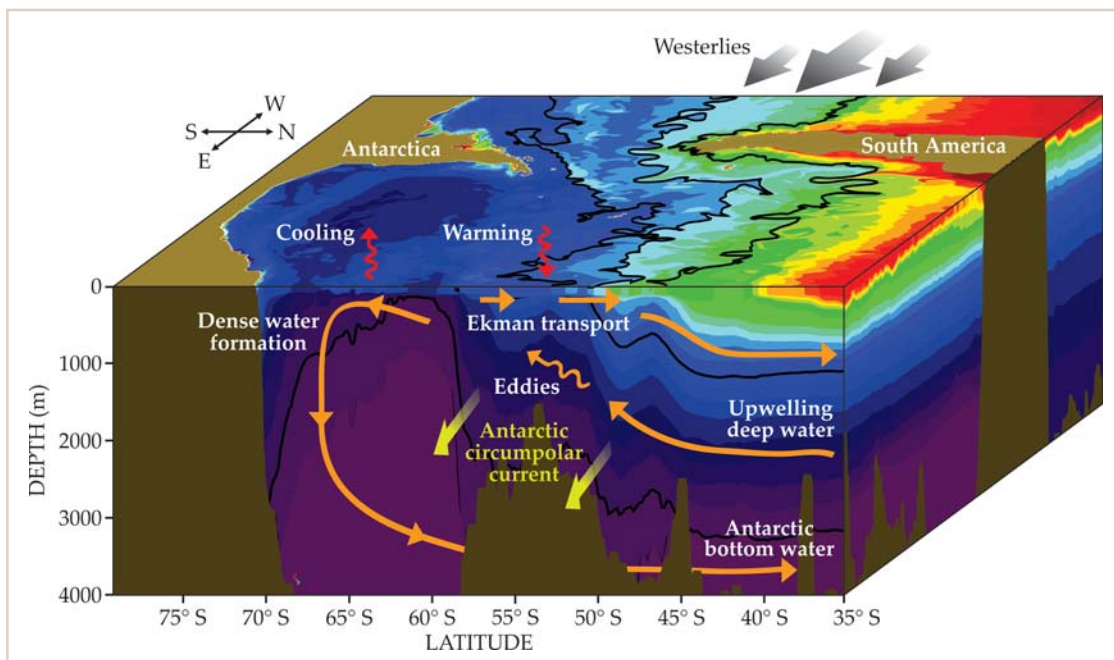 Westerlies
W
S
N
E
Antarctica
South America
Cooling
Warming
0
Dense water
formation
Ekman transport
1000
Eddies
Upwelling
deep water
DEPTH (m)
2000
Antarctic
circumpolar
current
3000
Antarctic
bottom water
4000
75° S
70° S
65° S
60° S
55° S
50° S
45° S
40° S
35° S
LATITUDE